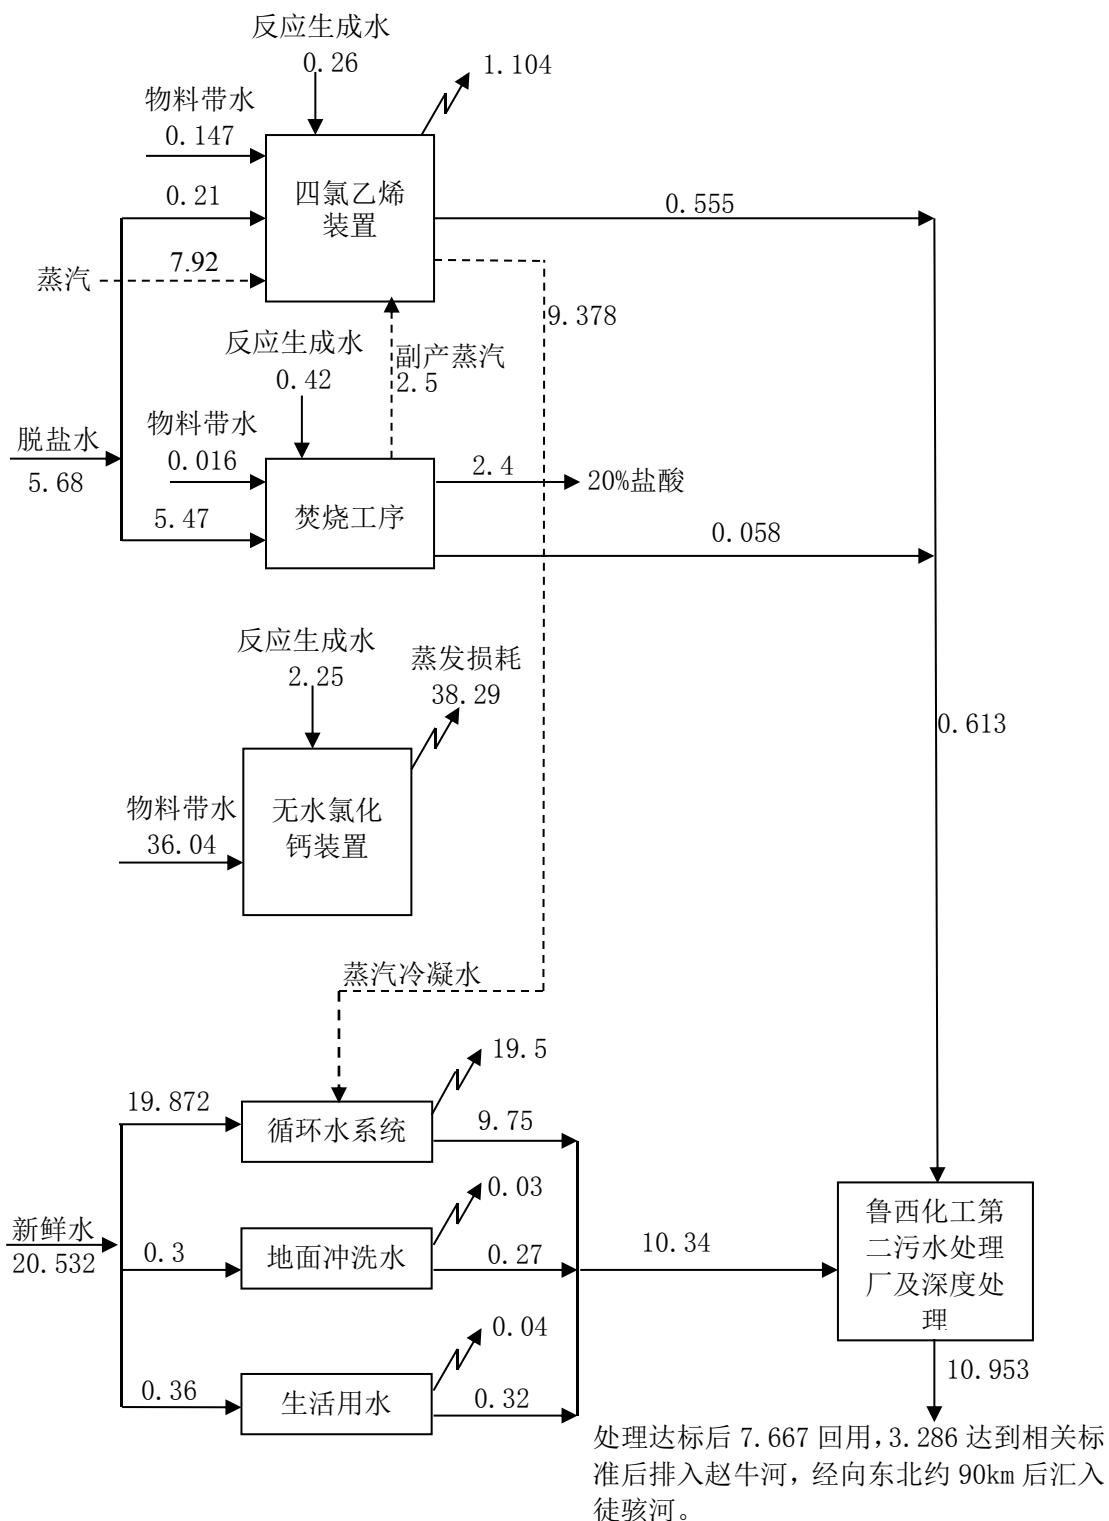 反应生成水
0.26
1.104
物料带水
0.147
四氯乙烯
装置
0.21
0.555
7.92
蒸汽
9.378
反应生成水
0.42
副产蒸汽
2.5
物料带水
0.016
脱盐水
5.68
2.4
20%盐酸
焚烧工序
5.47
0.058
反应生成水
2.25
蒸发损耗
38.29
0.613
物料带水
36.04
无水氯化
钙装置
蒸汽冷凝水
19.5
19.872
循环水系统
9.75
0.03
新鲜水
20.532
0.3
地面冲洗水
0.27
10.34
鲁西化工第
二污水处理
厂及深度处
理
0.04
0.36
生活用水
0.32
10.953
处理达标后 7.667 回用,3.286 达到相关标
准后排入赵牛河，经向东北约 90km 后汇入
徒骇河。